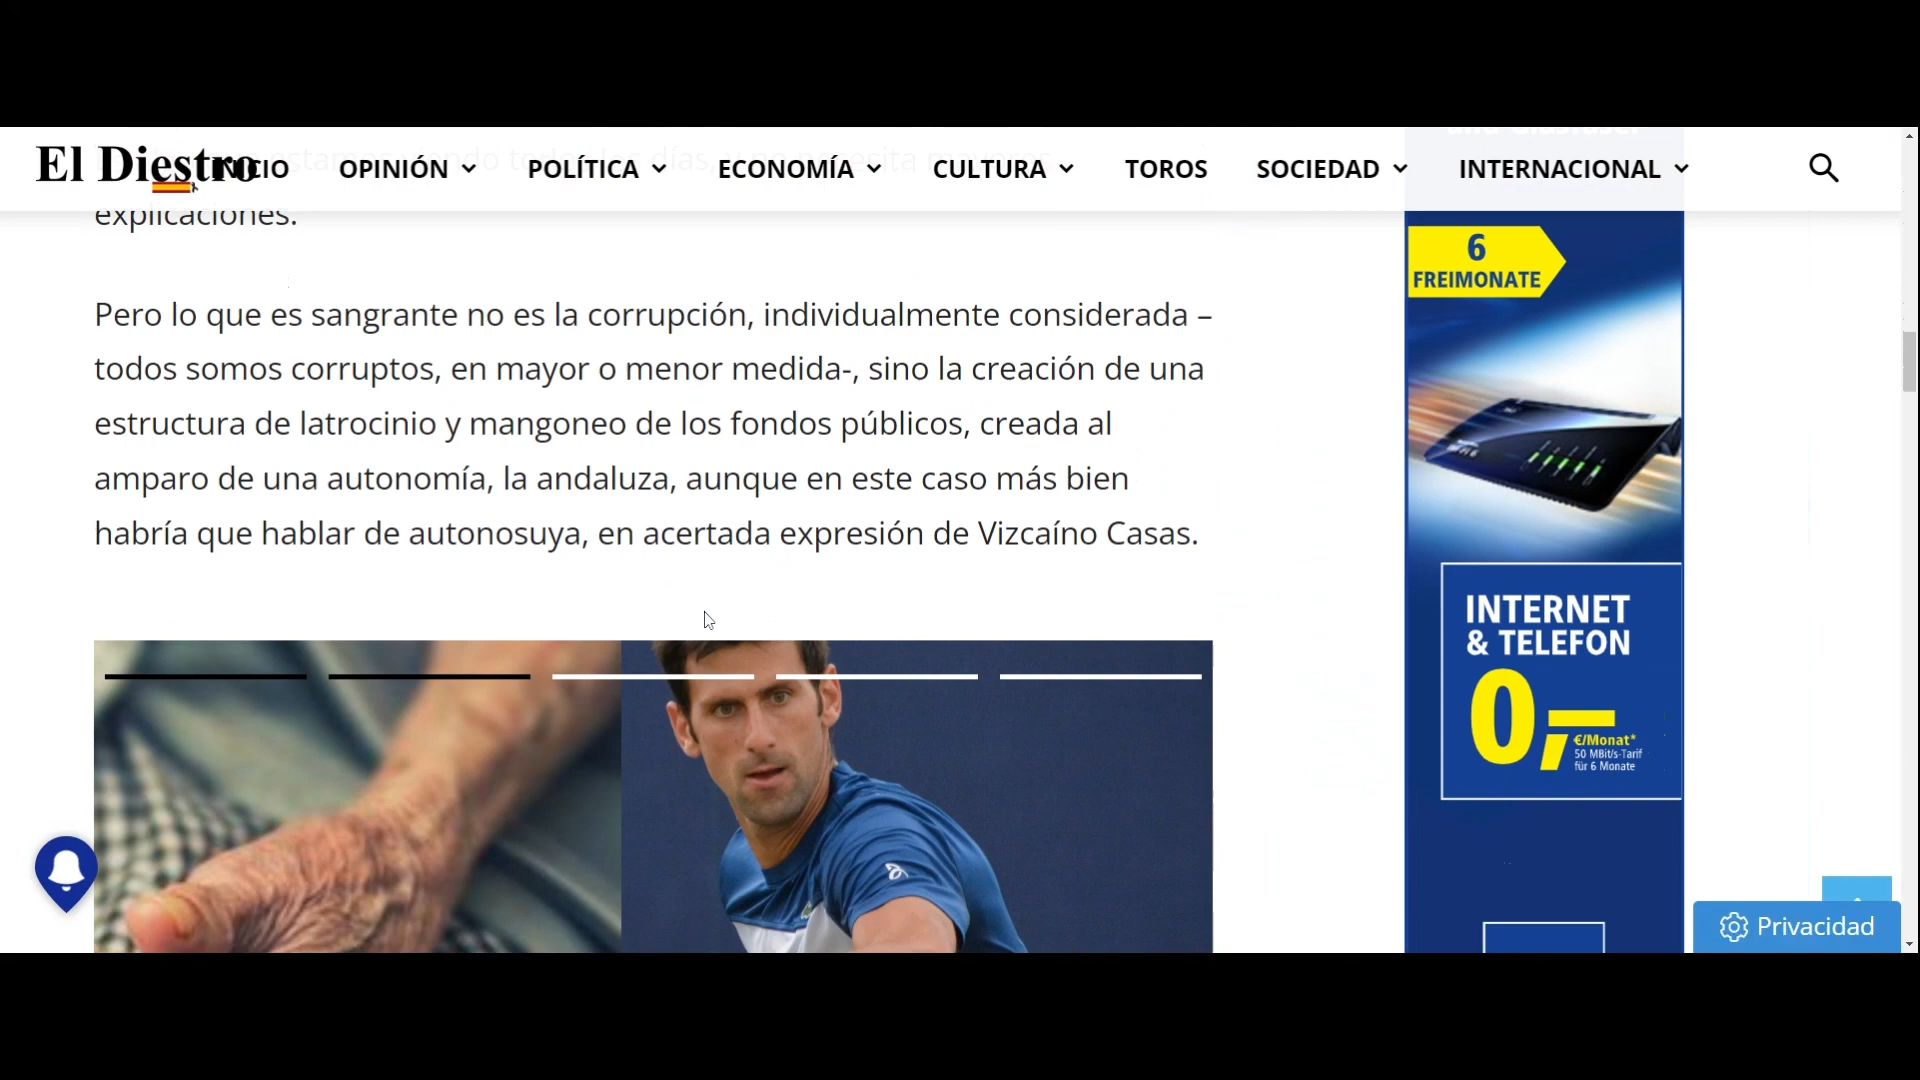 El Diestro
INICIO
OPINIÓN
POLÍTICA
ECONOMÍA
CULTURA
TOROS
SOCIEDAD
INTERNACIONAL
explicaciones.
Pero lo que es sangrante no es la corrupción, individualmente considerada –
todos somos corruptos, en mayor o menor medida-, sino la creación de una
estructura de latrocinio y mangoneo de los fondos públicos, creada al
amparo de una autonomía, la andaluza, aunque en este caso más bien
habría que hablar de autonosuya, en acertada expresión de Vizcaíno Casas.
6
FREIMONATE
INTERNET
& TELEFON
0,–
€/Monat*
50 MBit/s-Tarif
für 6 Monate
Privacidad